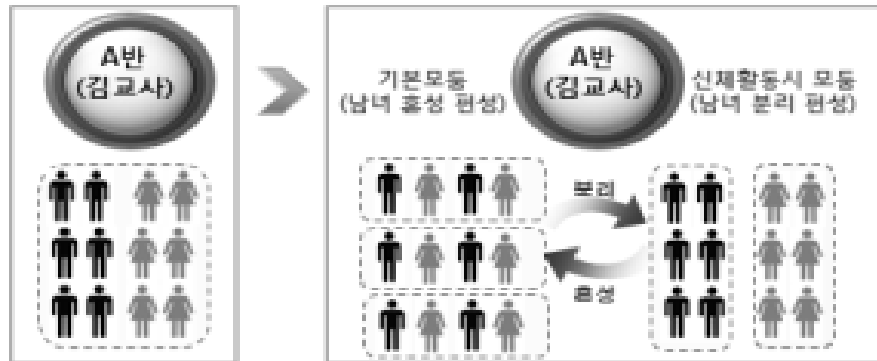 A반
(김교사)
기본모둠
(남녀 혼성 편성)
A반
(김교사)
신체활동시 모둠
(남녀 분리 편성)
분리
혼성